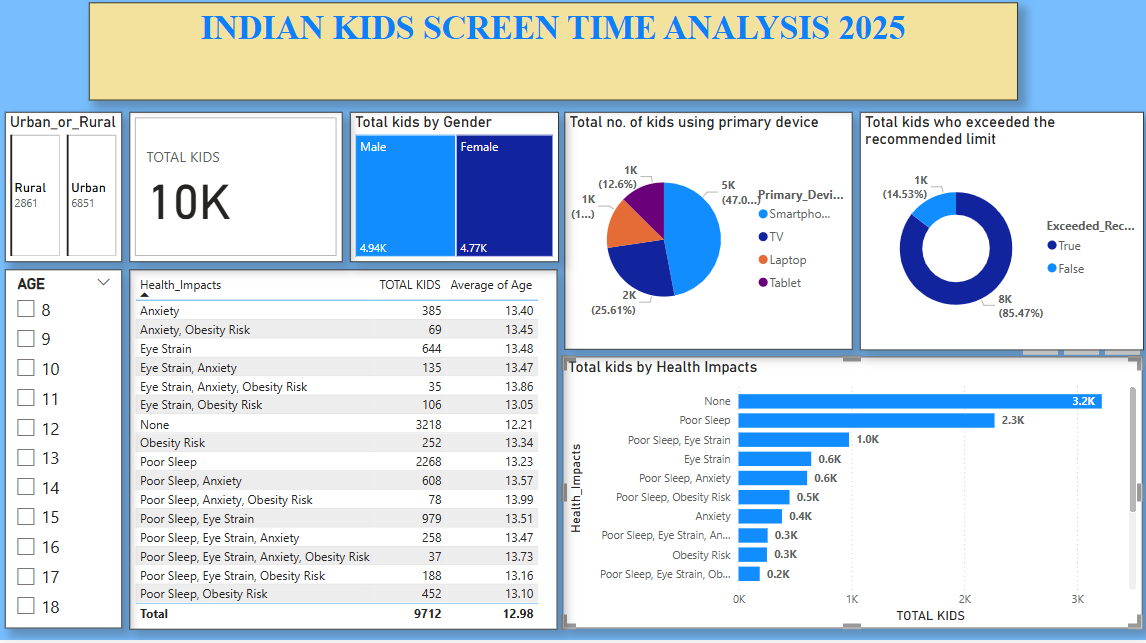 INDIAN KIDS SCREEN TIME ANALYSIS 2025
Urban_or_Rural
Rural
2861
Urban
6851
TOTAL KIDS
10K
Total kids by Gender
Male
4.94K
Female
4.77K
Total no. of kids using primary device
1K
(12.6%)
1K
(1...)
5K
(47.0...)
2K
(25.61%)
Primary_Devi...
Smartpho...
TV
Laptop
Tablet
Total kids who exceeded the
recommended limit
1K
(14.53%)
8K
(85.47%)
Exceeded_Rec...
True
False
AGE
8
9
10
11
12
13
14
15
16
17
18
Health_Impacts TOTAL KIDS Average of Age
Anxiety 385 13.40
Anxiety, Obesity Risk 69 13.45
Eye Strain 644 13.48
Eye Strain, Anxiety 135 13.47
Eye Strain, Anxiety, Obesity Risk 35 13.86
Eye Strain, Obesity Risk 106 13.05
None 3218 12.21
Obesity Risk 252 13.34
Poor Sleep 2268 13.23
Poor Sleep, Anxiety 608 13.57
Poor Sleep, Anxiety, Obesity Risk 78 13.99
Poor Sleep, Eye Strain 979 13.51
Poor Sleep, Eye Strain, Anxiety 258 13.47
Poor Sleep, Eye Strain, Anxiety, Obesity Risk 37 13.73
Poor Sleep, Eye Strain, Obesity Risk 188 13.16
Poor Sleep, Obesity Risk 452 13.10
Total 9712 12.98
Total kids by Health Impacts
Health_Impacts
None 3.2K
Poor Sleep 2.3K
Poor Sleep, Eye Strain 1.0K
Eye Strain 0.6K
Poor Sleep, Anxiety 0.6K
Poor Sleep, Obesity Risk 0.5K
Anxiety 0.4K
Poor Sleep, Eye Strain, An... 0.3K
Obesity Risk 0.3K
Poor Sleep, Eye Strain, Ob... 0.2K
0K 1K 2K 3K
TOTAL KIDS